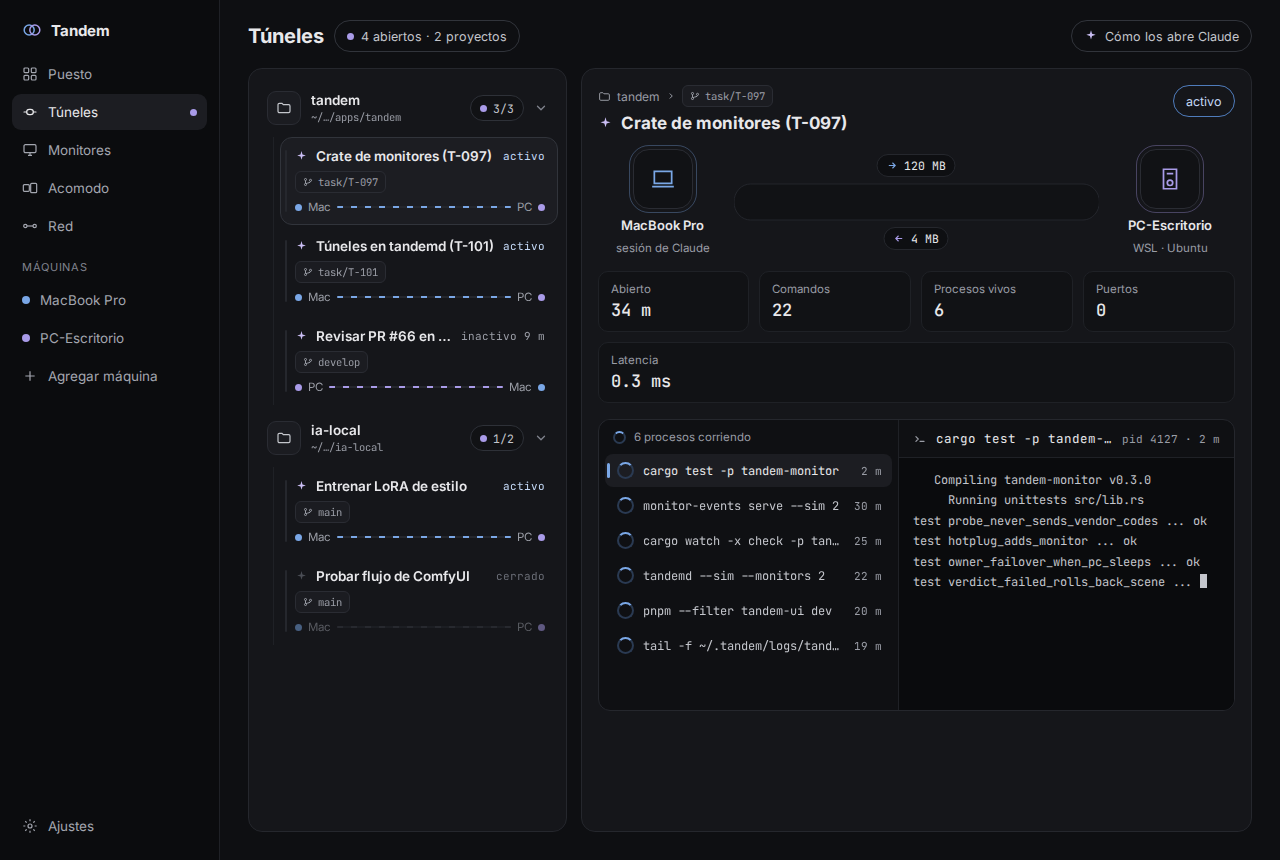 Tandem
Puesto
Túneles
Monitores
Acomodo
Red
MÁQUINAS
MacBook Pro
PC-Escritorio
Agregar máquina
Ajustes
Túneles
4 abiertos · 2 proyectos
Cómo los abre Claude
tandem
~/…/apps/tandem
3/3
Crate de monitores (T-097)
activo
task/T-097
Mac
PC
Túneles en tandemd (T-101)
activo
task/T-101
Mac
PC
Revisar PR #66 en ...
inactivo 9 m
develop
PC
Mac
ia-local
~/…/ia-local
1/2
Entrenar LoRA de estilo
activo
main
Mac
PC
Probar flujo de ComfyUI
cerrado
main
Mac
PC
tandem
task/T-097
activo
Crate de monitores (T-097)
MacBook Pro
sesión de Claude
→ 120 MB
← 4 MB
PC-Escritorio
WSL · Ubuntu
Abierto
34 m
Comandos
22
Procesos vivos
6
Puertos
0
Latencia
0.3 ms
6 procesos corriendo
cargo test -p tandem-monitor 2 m
monitor-events serve --sim 2 30 m
cargo watch -x check -p tan… 25 m
tandemd --sim --monitors 2 22 m
pnpm --filter tandem-ui dev 20 m
tail -f ~/.tandem/logs/tand… 19 m
cargo test -p tandem-… pid 4127 · 2 m
Compiling tandem-monitor v0.3.0
Running unittests src/lib.rs
test probe_never_sends_vendor_codes ... ok
test hotplug_adds_monitor ... ok
test owner_failover_when_pc_sleeps ... ok
test verdict_failed_rolls_back_scene ...